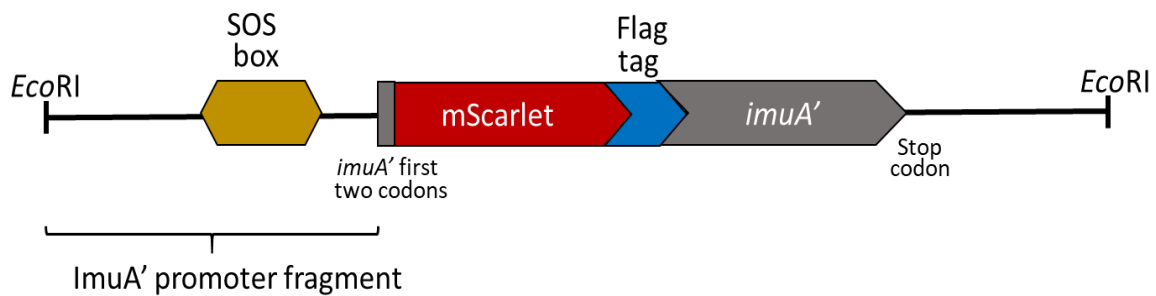 SOS
box
Flag
tag
EcoRI
EcoRI
mScarlet
imuA’
imuA’ first
two codons
Stop
codon
ImuA’ promoter fragment